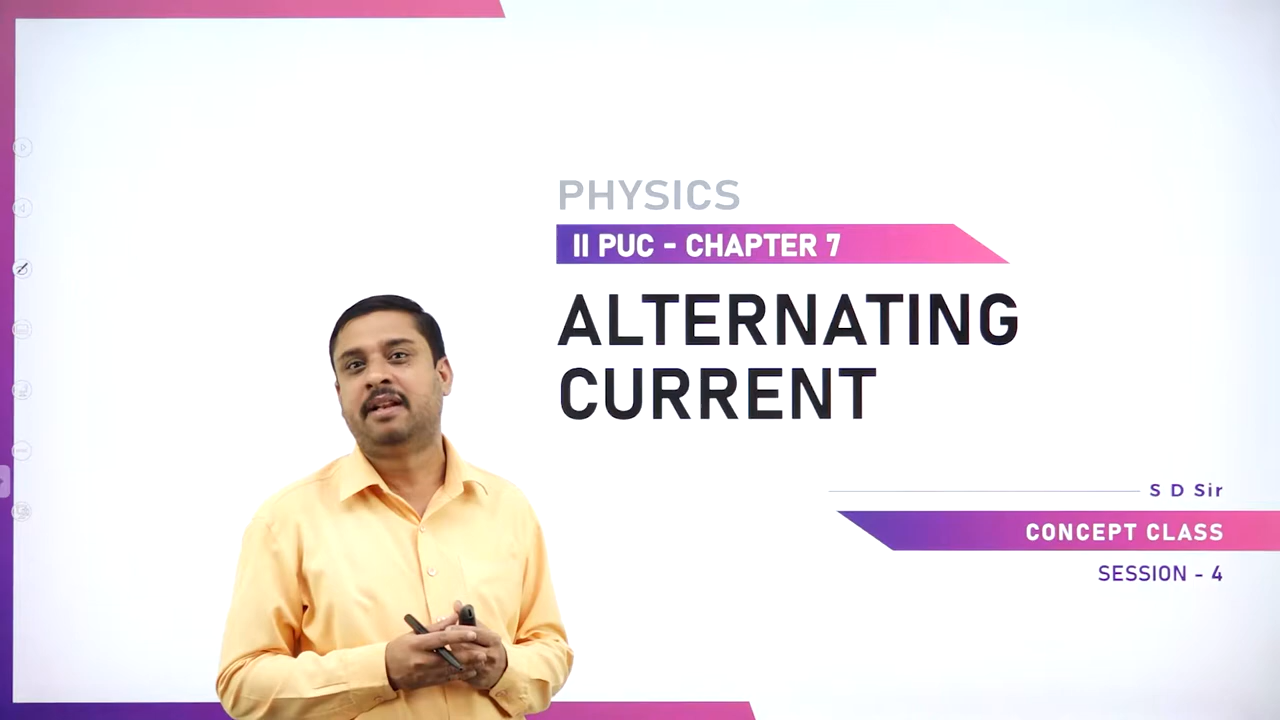 PHYSICS
II PUC - CHAPTER 7
ALTERNATING
CURRENT
S D Sir
CONCEPT CLASS
SESSION - 4